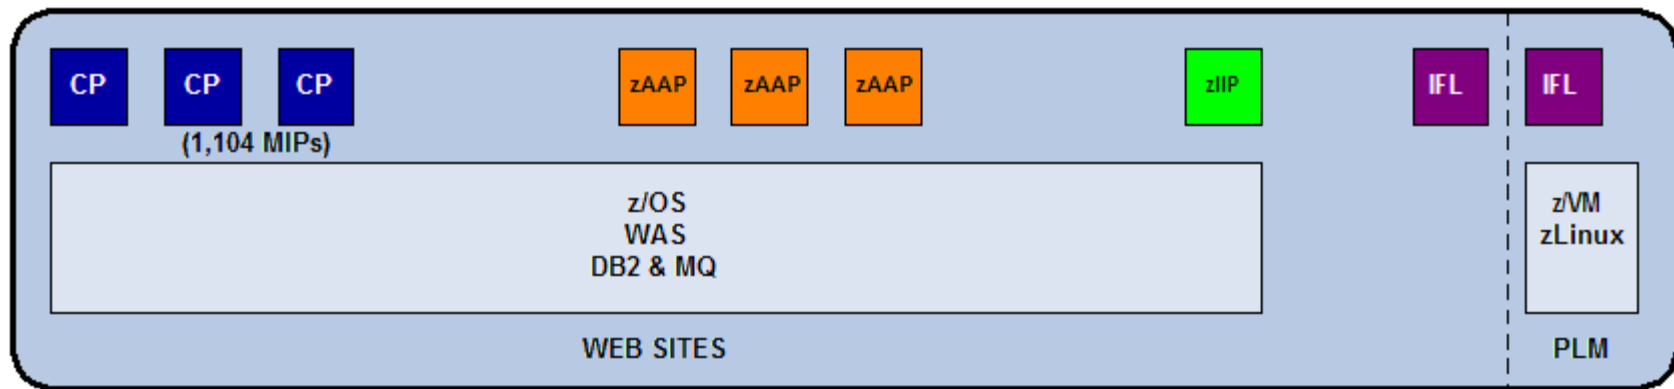 CP CP CP zAAP zAAP zAAP zIIP IFL IFL
(1,104 MIPs)
z/OS
WAS
DB2 & MQ
z/VM
zLinux
WEB SITES
PLM